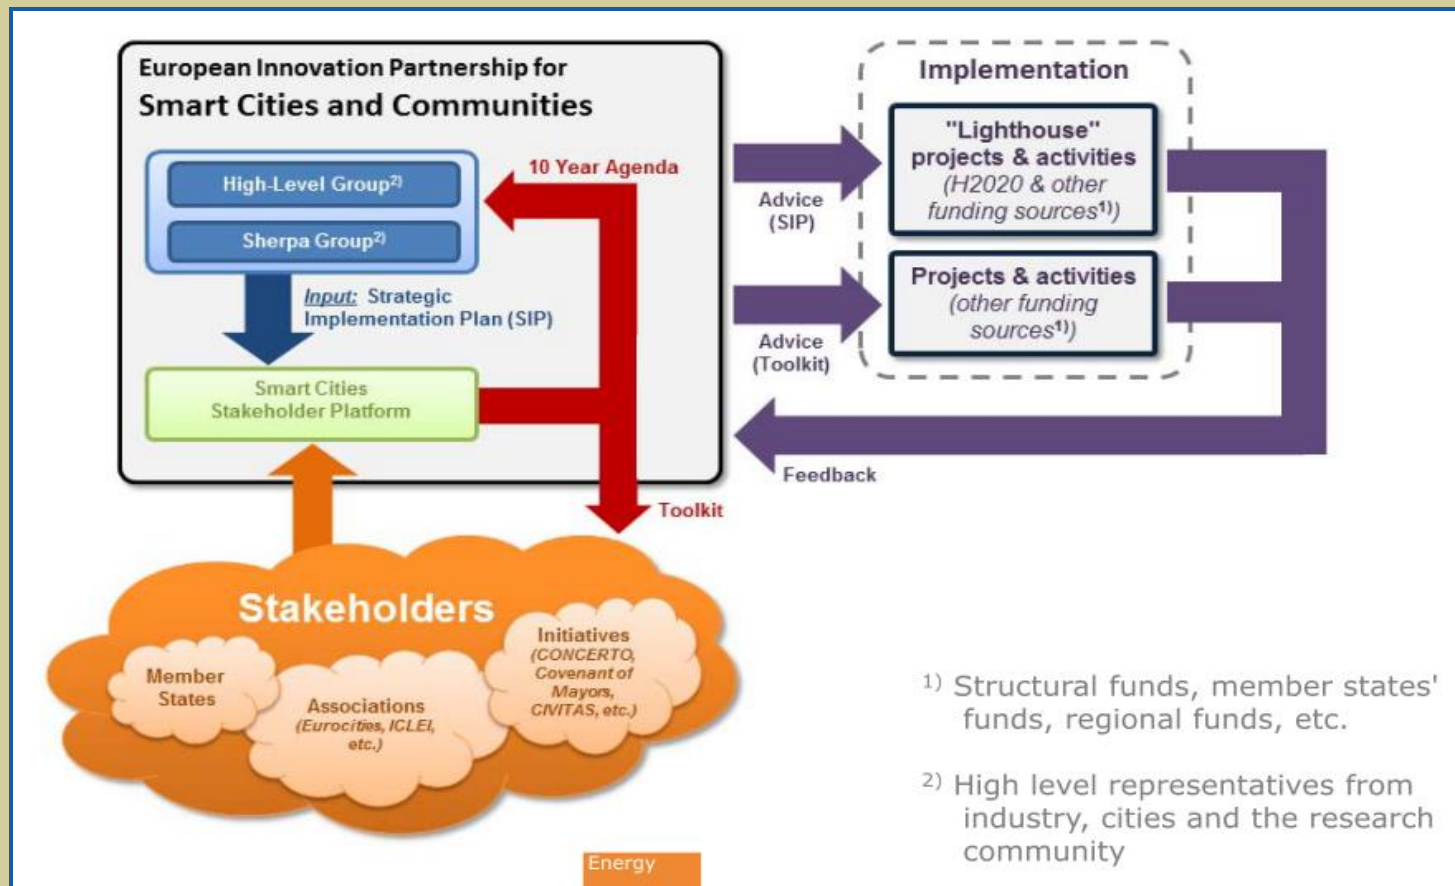 European Innovation Partnership for
Smart Cities and Communities
High-Level Group²⁾
Sherpa Group²⁾
10 Year Agenda
Input: Strategic
Implementation Plan (SIP)
Smart Cities
Stakeholder Platform
Toolkit
Advice
(SIP)
Advice
(Toolkit)
Feedback
Implementation
"Lighthouse"
projects & activities
(H2020 & other
funding sources¹⁾)
Projects & activities
(other funding
sources¹⁾)
Stakeholders
Member
States
Associations
(Eurocities, ICLEI,
etc.)
Initiatives
(CONCERTO,
Covenant of
Mayors,
CIVITAS, etc.)
¹⁾ Structural funds, member states'
funds, regional funds, etc.
²⁾ High level representatives from
industry, cities and the research
community
Energy